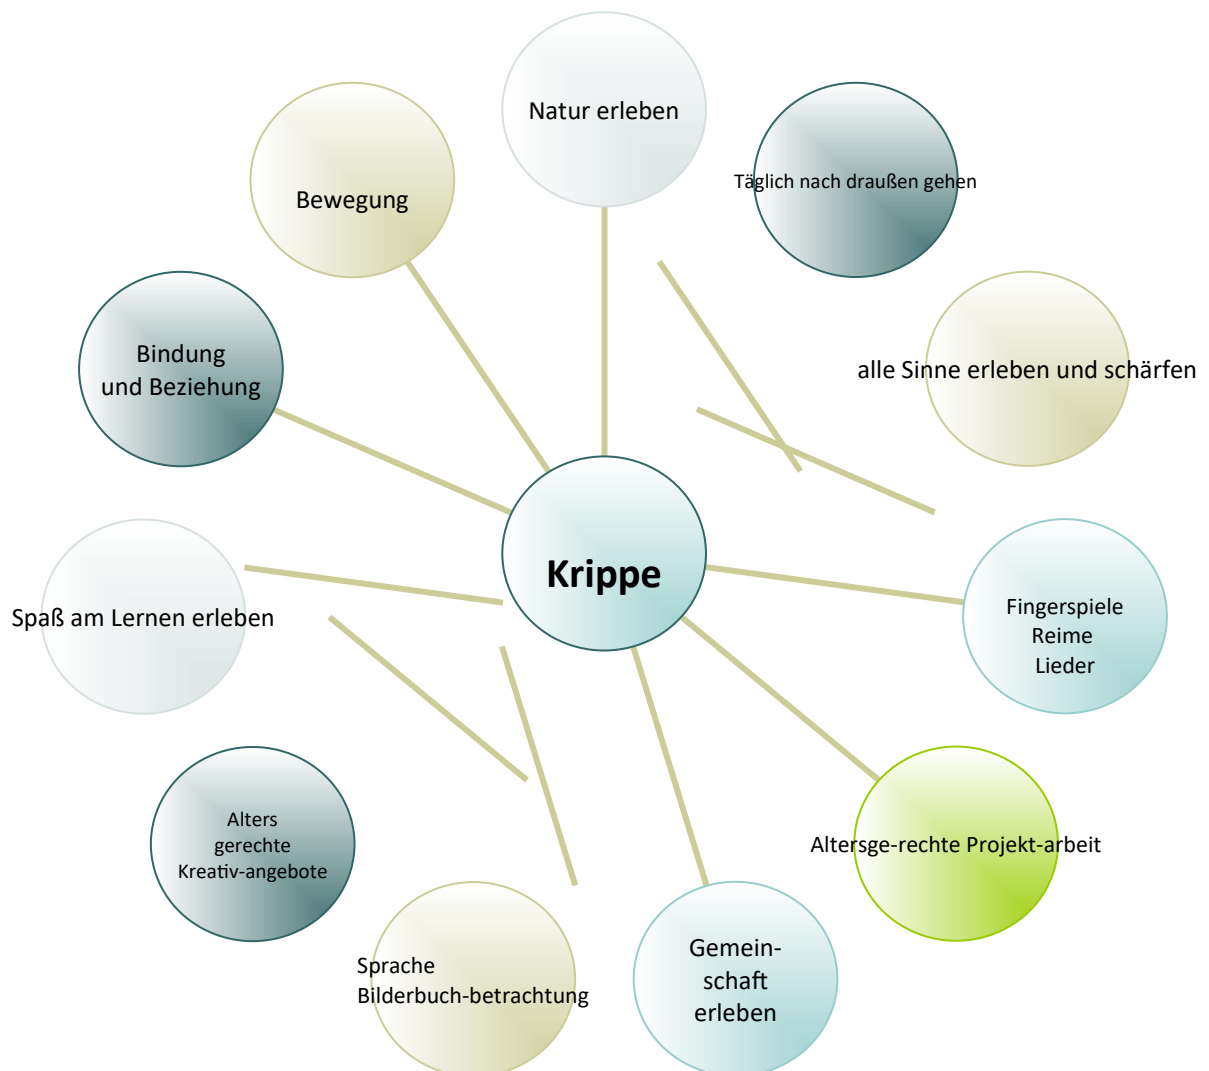 Natur erleben
Täglich nach draußen gehen
Bewegung
Bindung
und Beziehung
alle Sinne erleben und schärfen
Krippe
Spaß am Lernen erleben
Fingerspiele
Reime
Lieder
Alters
gerechte
Kreativ-angebote
Altersge-rechte Projekt-arbeit
Sprache
Bilderbuch-betrachtung
Gemein-
schaft
erleben